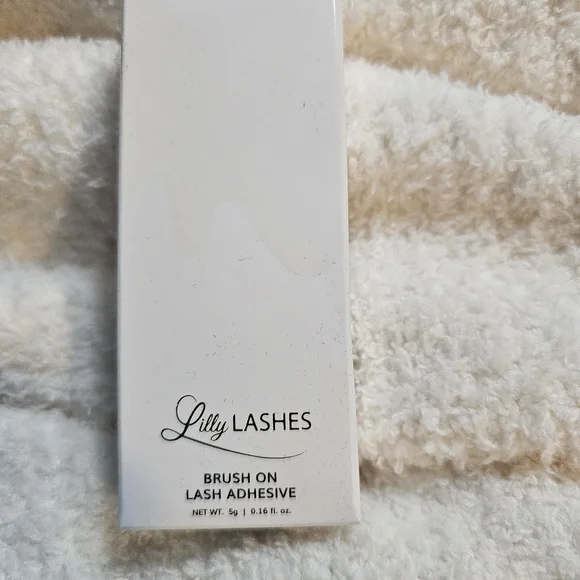 Lilly LASHES
BRUSH ON
LASH ADHESIVE
NET WT. 5g | 0.16 fl. oz.